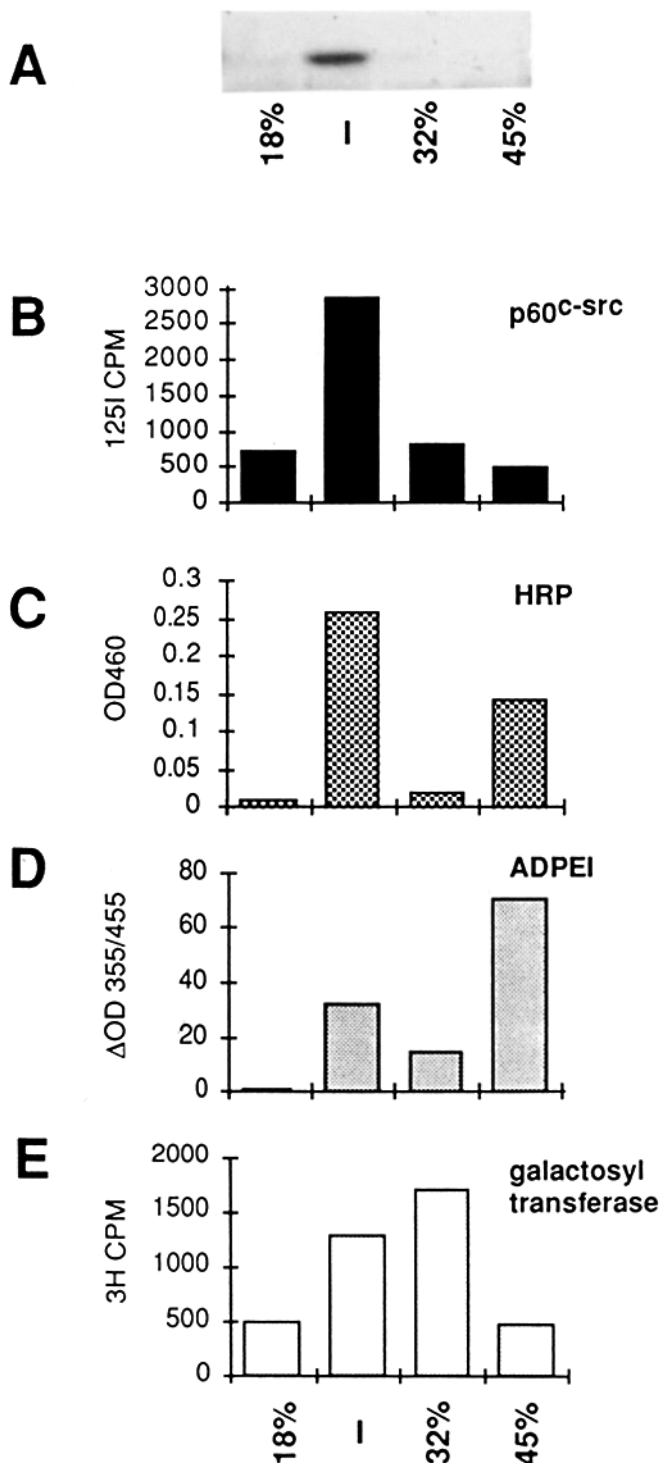 A
18%
I
32%
45%
B
p60c-src
125I CPM
3000
2500
2000
1500
1000
500
0
C
HRP
OD460
0.3
0.25
0.2
0.15
0.1
0.05
0
D
ADPEI
ΔOD 355/455
80
60
40
20
0
E
galactosyl
transferase
3H CPM
2000
1500
1000
500
0
18%
I
32%
45%